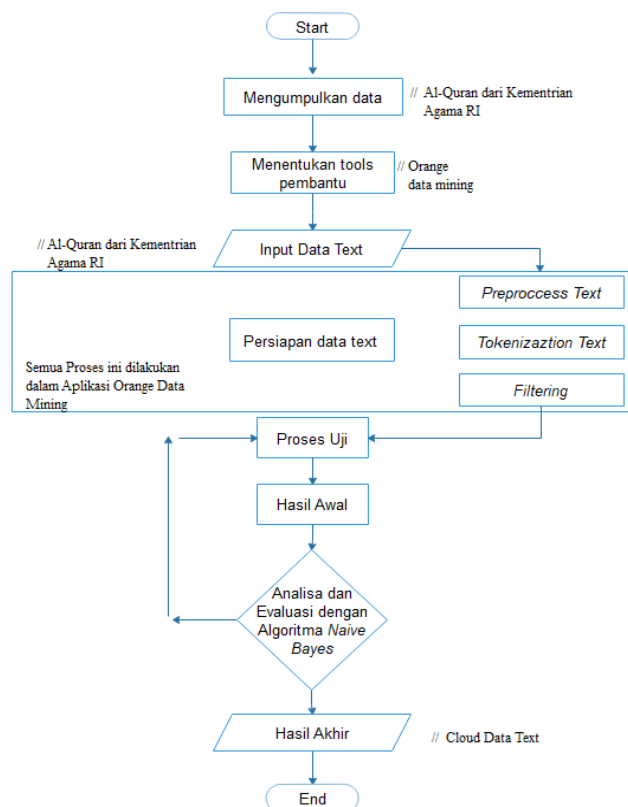 Start
Mengumpulkan data
// Al-Quran dari Kementrian
Agama RI
Menentukan tools
pembantu
// Orange
data mining
// Al-Quran dari Kementrian
Agama RI
Input Data Text
Preproccess Text
Persiapan data text
Tokenizaztion Text
Semua Proses ini dilakukan
dalam Aplikasi Orange Data
Mining
Filtering
Proses Uji
Hasil Awal
Analisa dan
Evaluasi dengan
Algoritma Naive
Bayes
Hasil Akhir
// Cloud Data Text
End